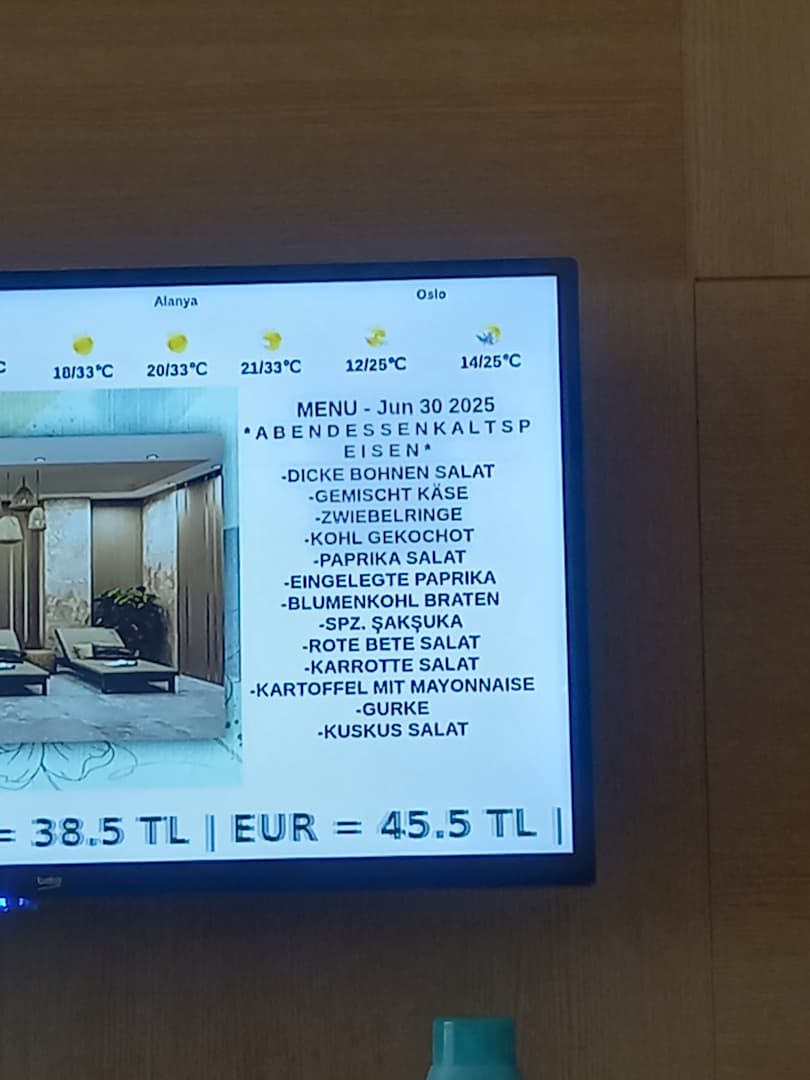 Alanya
Oslo
18/33°C 20/33°C 21/33°C 12/25°C 14/25°C
MENU - Jun 30 2025
*ABENDESSENKALTSP
EISEN*
-DICKE BOHNEN SALAT
-GEMISCHT KÄSE
-ZWIEBELRINGE
-KOHL GEKOCHOT
-PAPRIKA SALAT
-EINGELEGTE PAPRIKA
-BLUMENKOHL BRATEN
-SPZ. ŞAKŞUKA
-ROTE BETE SALAT
-KARROTTE SALAT
-KARTOFFEL MIT MAYONNAISE
-GURKE
-KUSKUS SALAT
= 38.5 TL | EUR = 45.5 TL |
beko